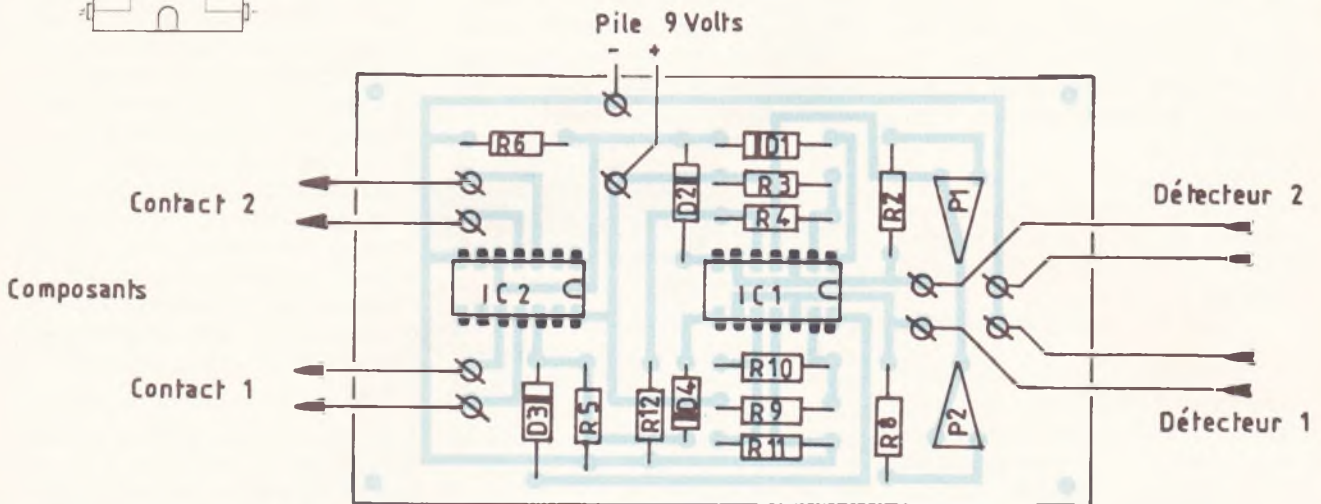 Pile 9 Volts
- +
R6
D1
D2
R3
R4
R2
P1
Contact 2
Détecteur 2
IC2
IC1
Composants
Contact 1
D3
R5
R12
D4
R10
R9
R11
R8
P2
Détecteur 1